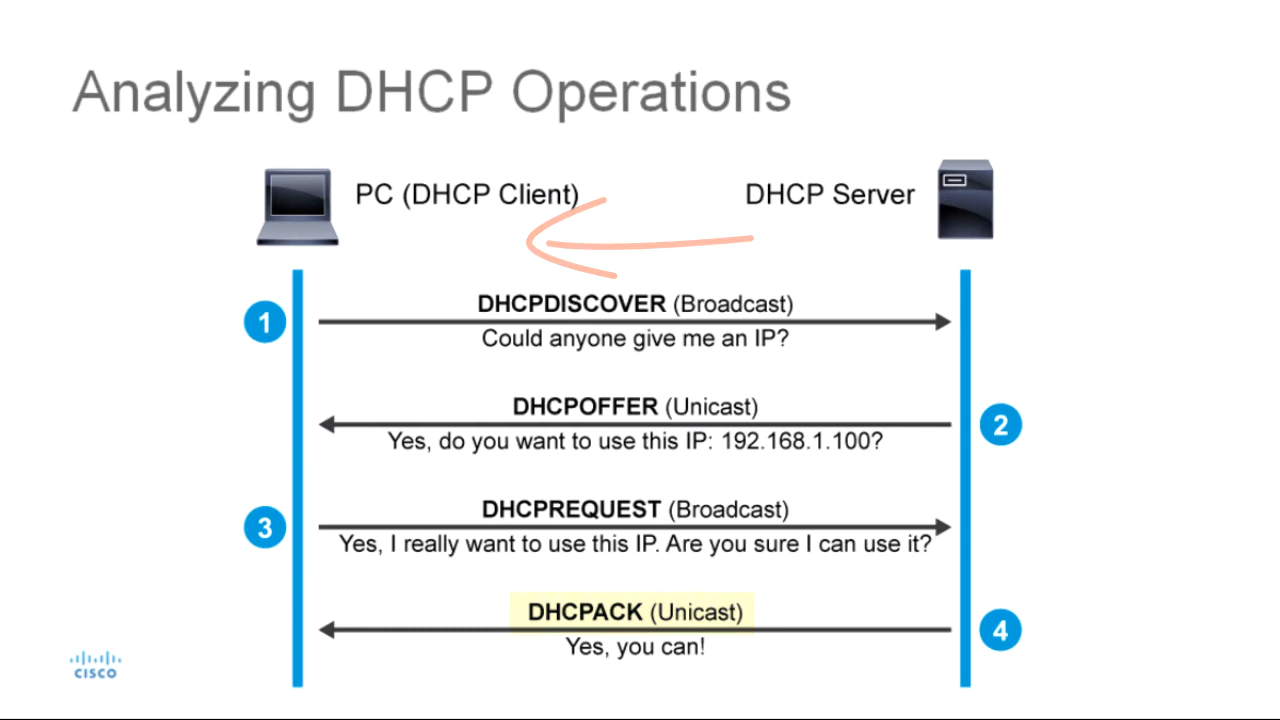 Analyzing DHCP Operations
PC (DHCP Client)
DHCP Server
1
DHCPDISCOVER (Broadcast)
Could anyone give me an IP?
DHCPOFFER (Unicast)
2
Yes, do you want to use this IP: 192.168.1.100?
3
DHCPREQUEST (Broadcast)
Yes, I really want to use this IP. Are you sure I can use it?
DHCPACK (Unicast)
4
Yes, you can!
CISCO